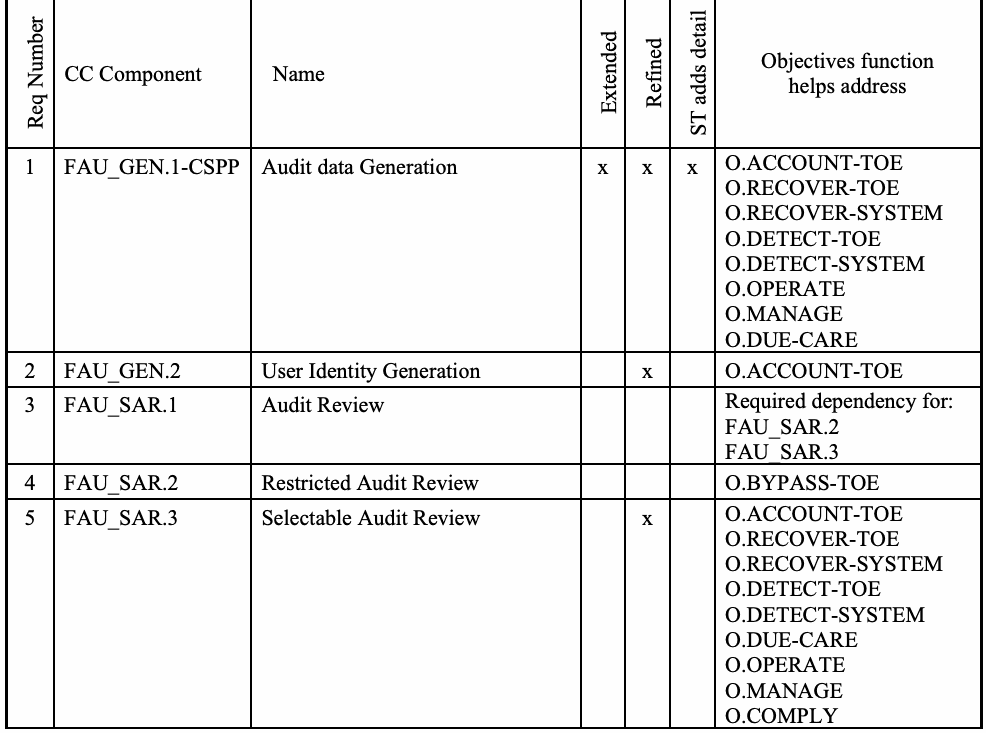 Req Number CC Component Name Extended Refined ST adds detail Objectives function
helps address
1 FAU_GEN.1-CSPP Audit data Generation x x x O.ACCOUNT-TOE
O.RECOVER-TOE
O.RECOVER-SYSTEM
O.DETECT-TOE
O.DETECT-SYSTEM
O.OPERATE
O.MANAGE
O.DUE-CARE
2 FAU_GEN.2 User Identity Generation x O.ACCOUNT-TOE
3 FAU_SAR.1 Audit Review Required dependency for:
FAU_SAR.2
FAU_SAR.3
4 FAU_SAR.2 Restricted Audit Review O.BYPASS-TOE
5 FAU_SAR.3 Selectable Audit Review x O.ACCOUNT-TOE
O.RECOVER-TOE
O.RECOVER-SYSTEM
O.DETECT-TOE
O.DETECT-SYSTEM
O.DUE-CARE
O.OPERATE
O.MANAGE
O.COMPLY